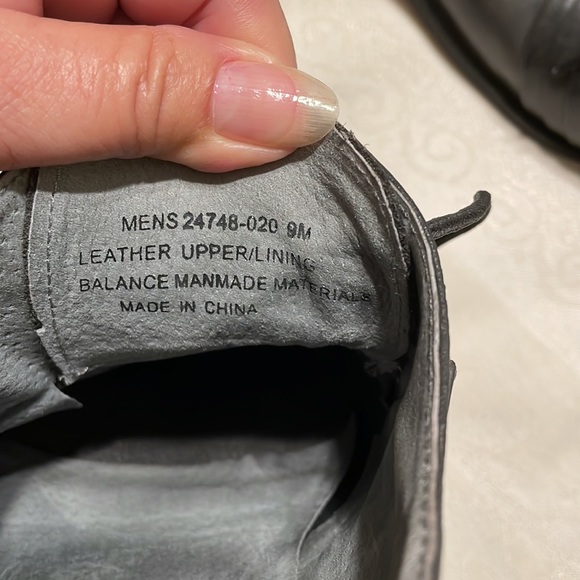 MENS 24748-020 9M
LEATHER UPPER/LINING
BALANCE MANMADE MATERIALS
MADE IN CHINA